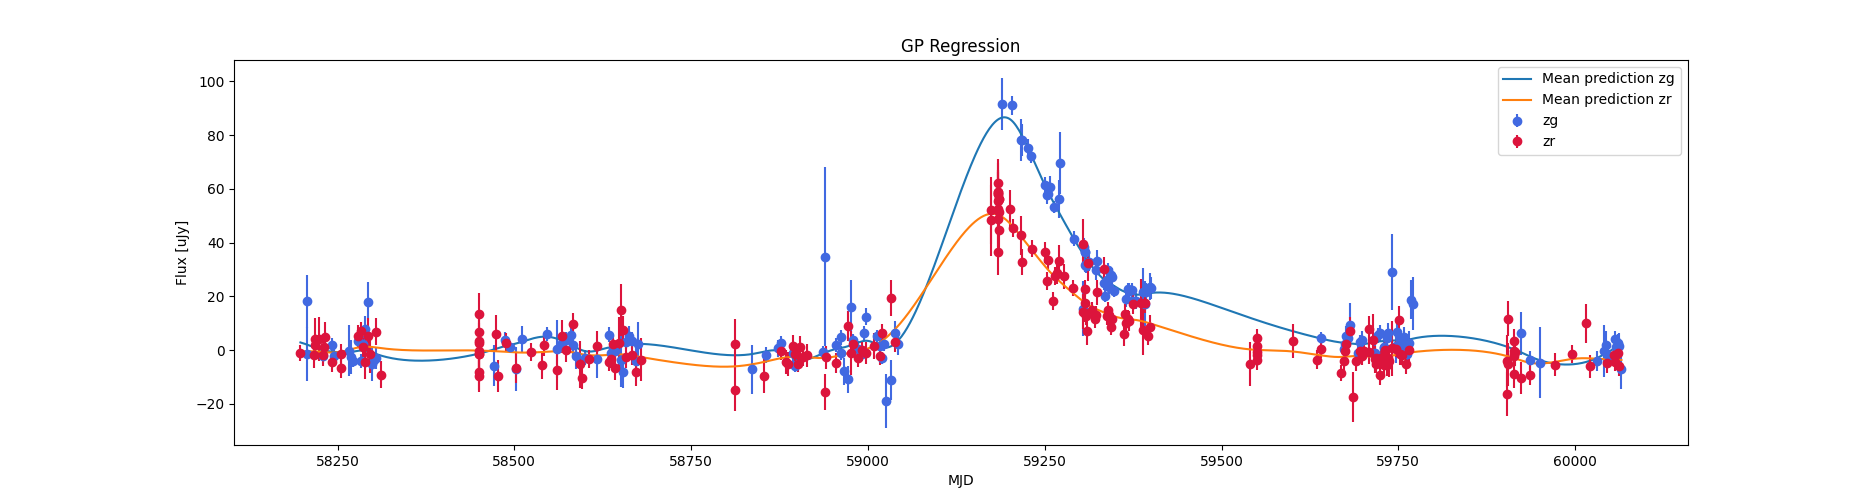 GP Regression
Flux [uJy]
100
80
60
40
20
0
−20
Mean prediction zg
Mean prediction zr
zg
zr
58250 58500 58750 59000 59250 59500 59750 60000
MJD